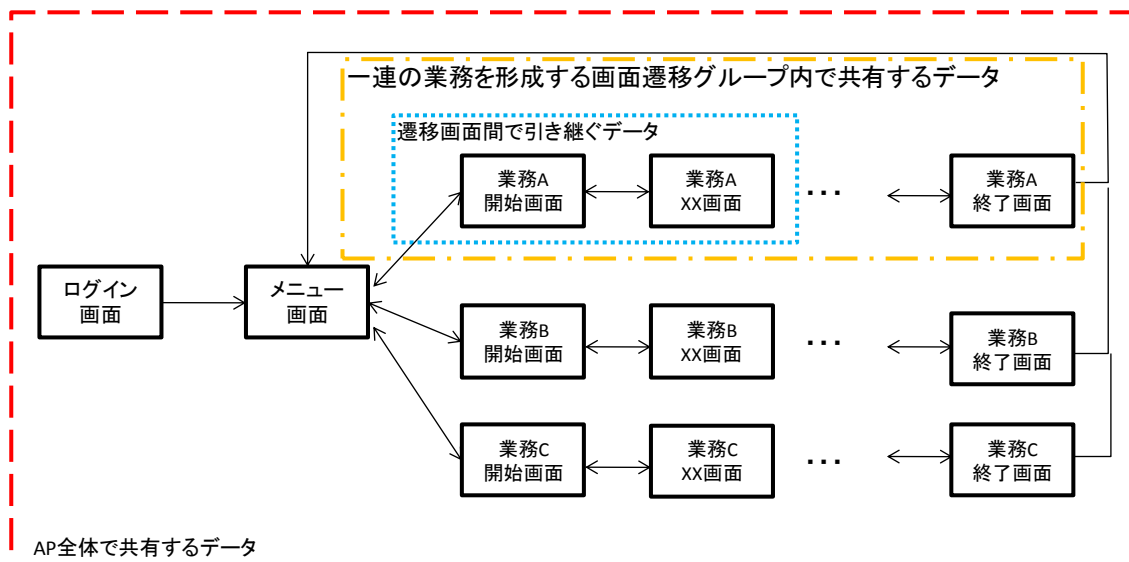 一連の業務を形成する画面遷移グループ内で共有するデータ
遷移画面間で引き継ぐデータ
業務A
開始画面
業務A
XX画面
...
業務A
終了画面
ログイン
画面
メニュー
画面
業務B
開始画面
業務B
XX画面
...
業務B
終了画面
業務C
開始画面
業務C
XX画面
...
業務C
終了画面
AP全体で共有するデータ